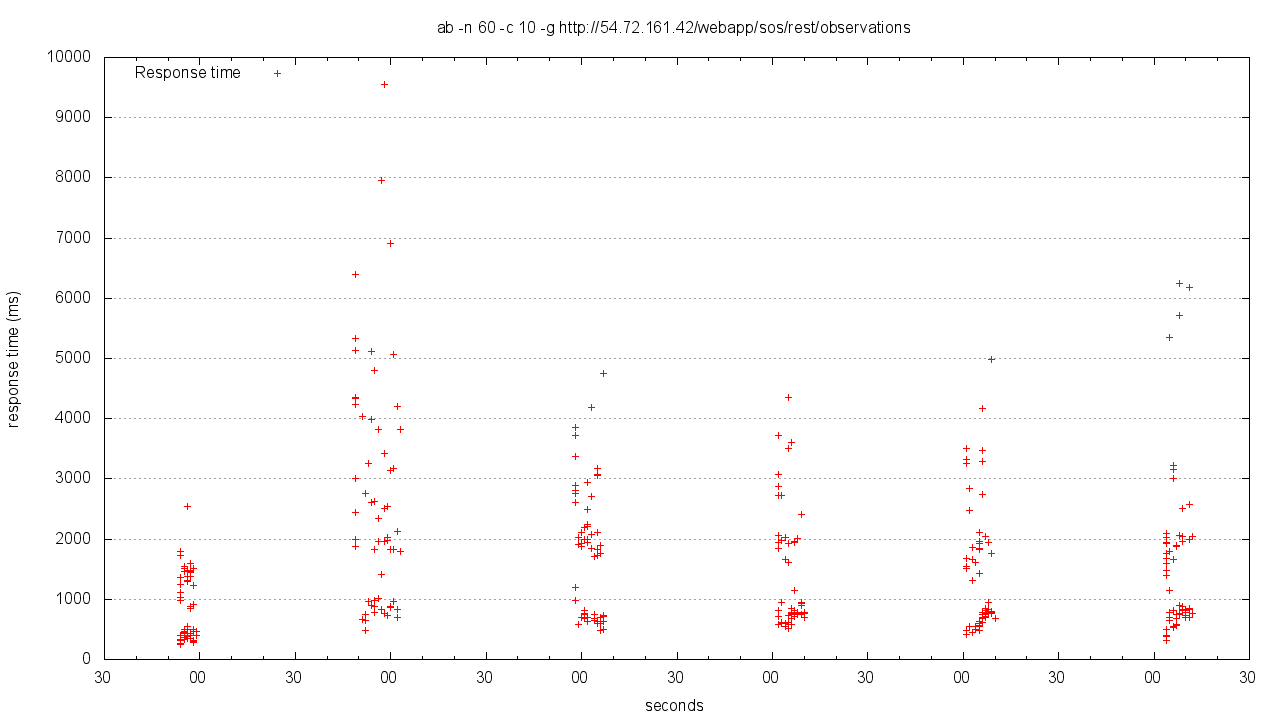 ab -n 60 -c 10 -g http://54.72.161.42/webapp/sos/rest/observations
10000
Response time
9000
8000
7000
6000
5000
4000
3000
2000
1000
0
response time (ms)
30 00 30 00 30 00 30 00 30 00 30 00 30
seconds